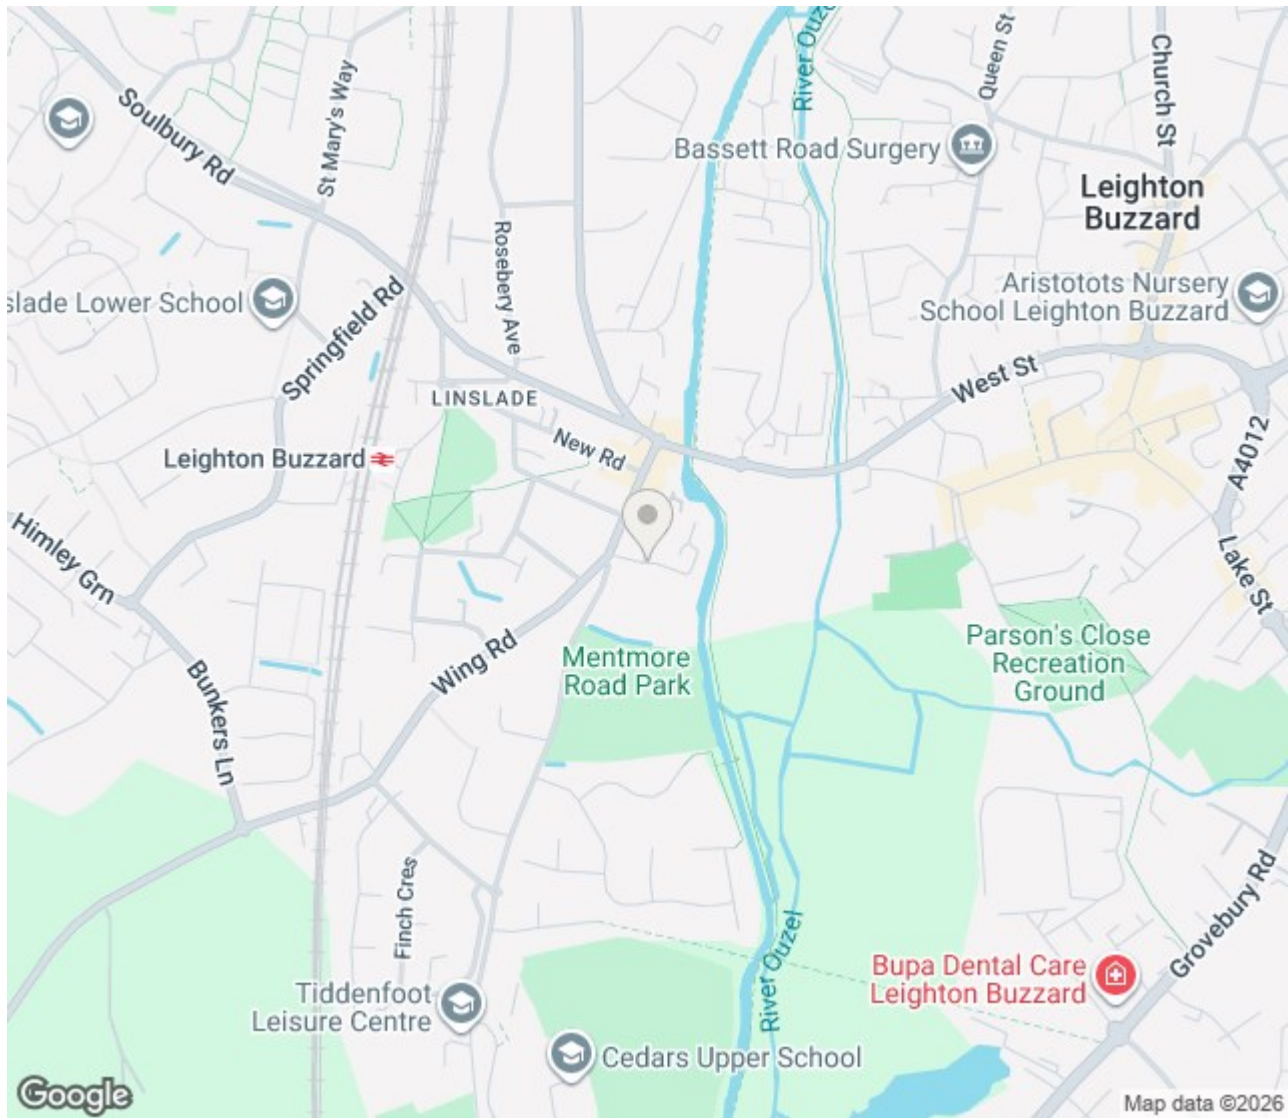 River Ouzel
Queen St
Church St
St Mary's Way
Soulbury Rd
Bassett Road Surgery
Leighton
Buzzard
Rosebery Ave
slade Lower School
Springfield Rd
Aristotots Nursery
School Leighton Buzzard
West St
LINSLADE
New Rd
Leighton Buzzard
A4012
Himley Grn
Lake St
Parson's Close
Recreation
Ground
Wing Rd
Mentmore
Road Park
Bunkers Ln
Finch Cres
Grovebury Rd
River Ouzel
Bupa Dental Care
Leighton Buzzard
Tiddenfoot
Leisure Centre
Cedars Upper School
Google
Map data ©2026